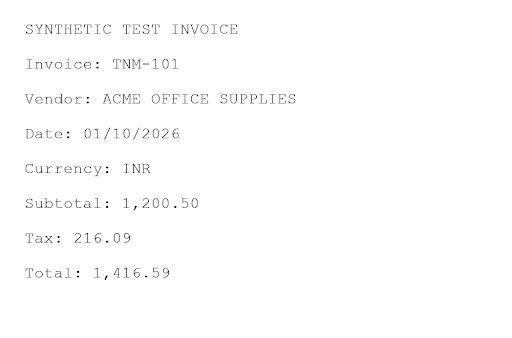 SYNTHETIC TEST INVOICE
Invoice: TNM-101
Vendor: ACME OFFICE SUPPLIES
Date: 01/10/2026
Currency: INR
Subtotal: 1,200.50
Tax: 216.09
Total: 1,416.59